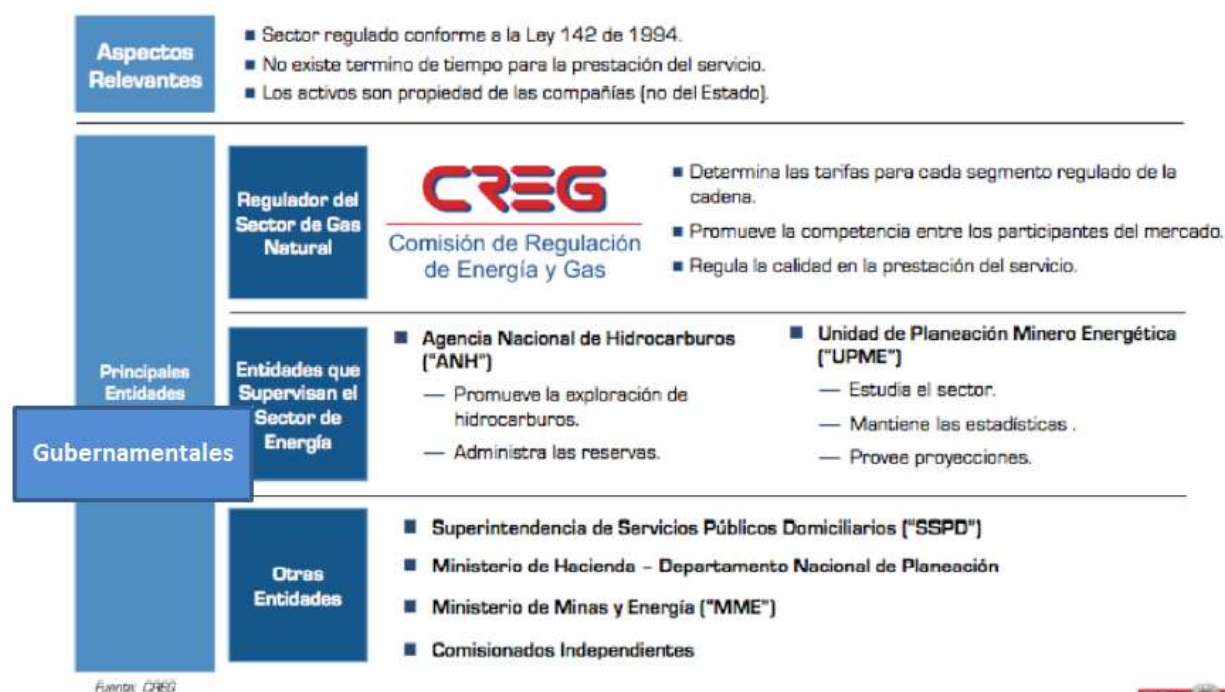 Aspectos
Relevantes
■ Sector regulado conforme a la Ley 142 de 1994.
■ No existe termino de tiempo para la prestación del servicio.
■ Los activos son propiedad de las compañías (no del Estado).
Principales
Entidades
Gubernamentales
Regulador del
Sector de Gas
Natural
CREG
Comisión de Regulación
de Energía y Gas
■ Determina las tarifas para cada segmento regulado de la
cadena.
■ Promueve la competencia entre los participantes del mercado.
■ Regula la calidad en la prestación del servicio.
Entidades que
Supervisan el
Sector de
Energía
■ Agencia Nacional de Hidrocarburos
("ANH")
— Promueve la exploración de
hidrocarburos.
— Administra las reservas.
■ Unidad de Planeación Minero Energética
("UPME")
— Estudia el sector.
— Mantiene las estadísticas .
— Provee proyecciones.
Otras
Entidades
■ Superintendencia de Servicios Públicos Domiciliarios ("SSPD")
■ Ministerio de Hacienda – Departamento Nacional de Planeación
■ Ministerio de Minas y Energía ("MME")
■ Comisionados Independientes
Fuente: CREG